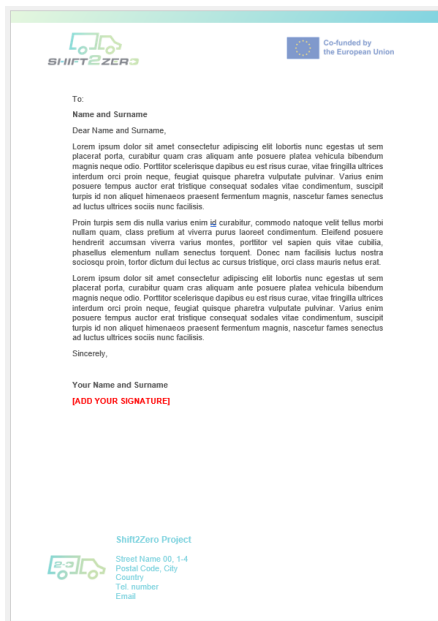 SHIFT2ZERO
Co-funded by
the European Union
To:
Name and Surname
Dear Name and Surname,
Lorem ipsum dolor sit amet consectetur adipiscing elit lobortis nunc egestas ut sem
placerat porta, curabitur quam cras aliquam ante posuere platea vehicula bibendum
magnis neque odio. Porttitor scelerisque dapibus eu est risus curae, vitae fringilla ultrices
interdum orci proin neque, feugiat quisque pharetra vulputate pulvinar. Varius enim
posuere tempus auctor erat tristique consequat sodales vitae condimentum, suscipit
turpis id non aliquet himenaeos praesent fermentum magnis, nascetur fames senectus
ad luctus ultrices sociis nunc facilisis.
Proin turpis sem dis nulla varius enim id curabitur, commodo natoque velit tellus morbi
nullam quam, class pretium at viverra purus laoreet condimentum. Eleifend posuere
hendrerit accumsan viverra varius montes, porttitor vel sapien quis vitae cubilia,
phasellus elementum nullam senectus torquent. Donec nam facilisis luctus nostra
sociosqu proin, tortor dictum dui lectus ac cursus tristique, orci class mauris netus erat.
Lorem ipsum dolor sit amet consectetur adipiscing elit lobortis nunc egestas ut sem
placerat porta, curabitur quam cras aliquam ante posuere platea vehicula bibendum
magnis neque odio. Porttitor scelerisque dapibus eu est risus curae, vitae fringilla ultrices
interdum orci proin neque, feugiat quisque pharetra vulputate pulvinar. Varius enim
posuere tempus auctor erat tristique consequat sodales vitae condimentum, suscipit
turpis id non aliquet himenaeos praesent fermentum magnis, nascetur fames senectus
ad luctus ultrices sociis nunc facilisis.
Sincerely,
Your Name and Surname
[ADD YOUR SIGNATURE]
Shift2Zero Project
Street Name 00, 1-4
Postal Code, City
Country
Tel. number
Email